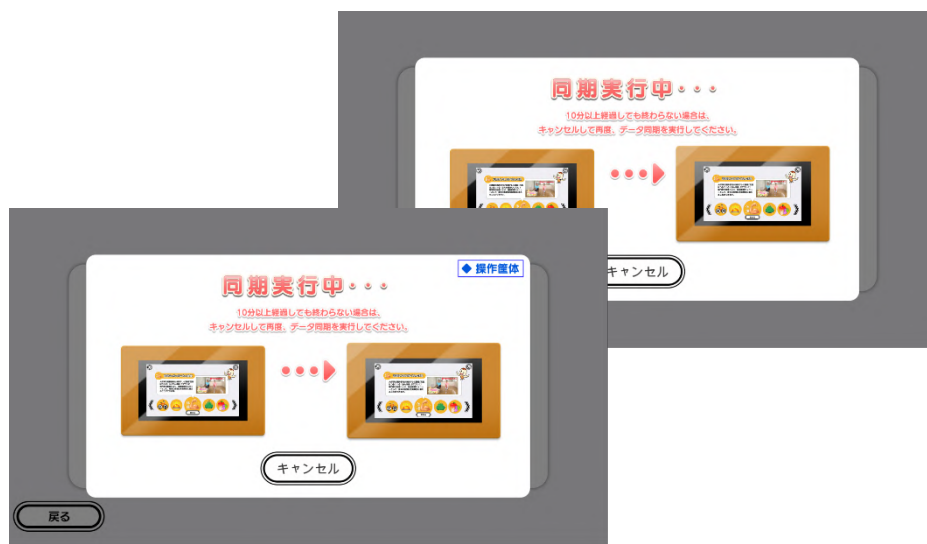 同期実行中・・・
10分以上経過しても終わらない場合は、
キャンセルして再度、データ同期を実行してください。
キャンセル
◆ 操作筐体
同期実行中・・・
10分以上経過しても終わらない場合は、
キャンセルして再度、データ同期を実行してください。
キャンセル
戻る